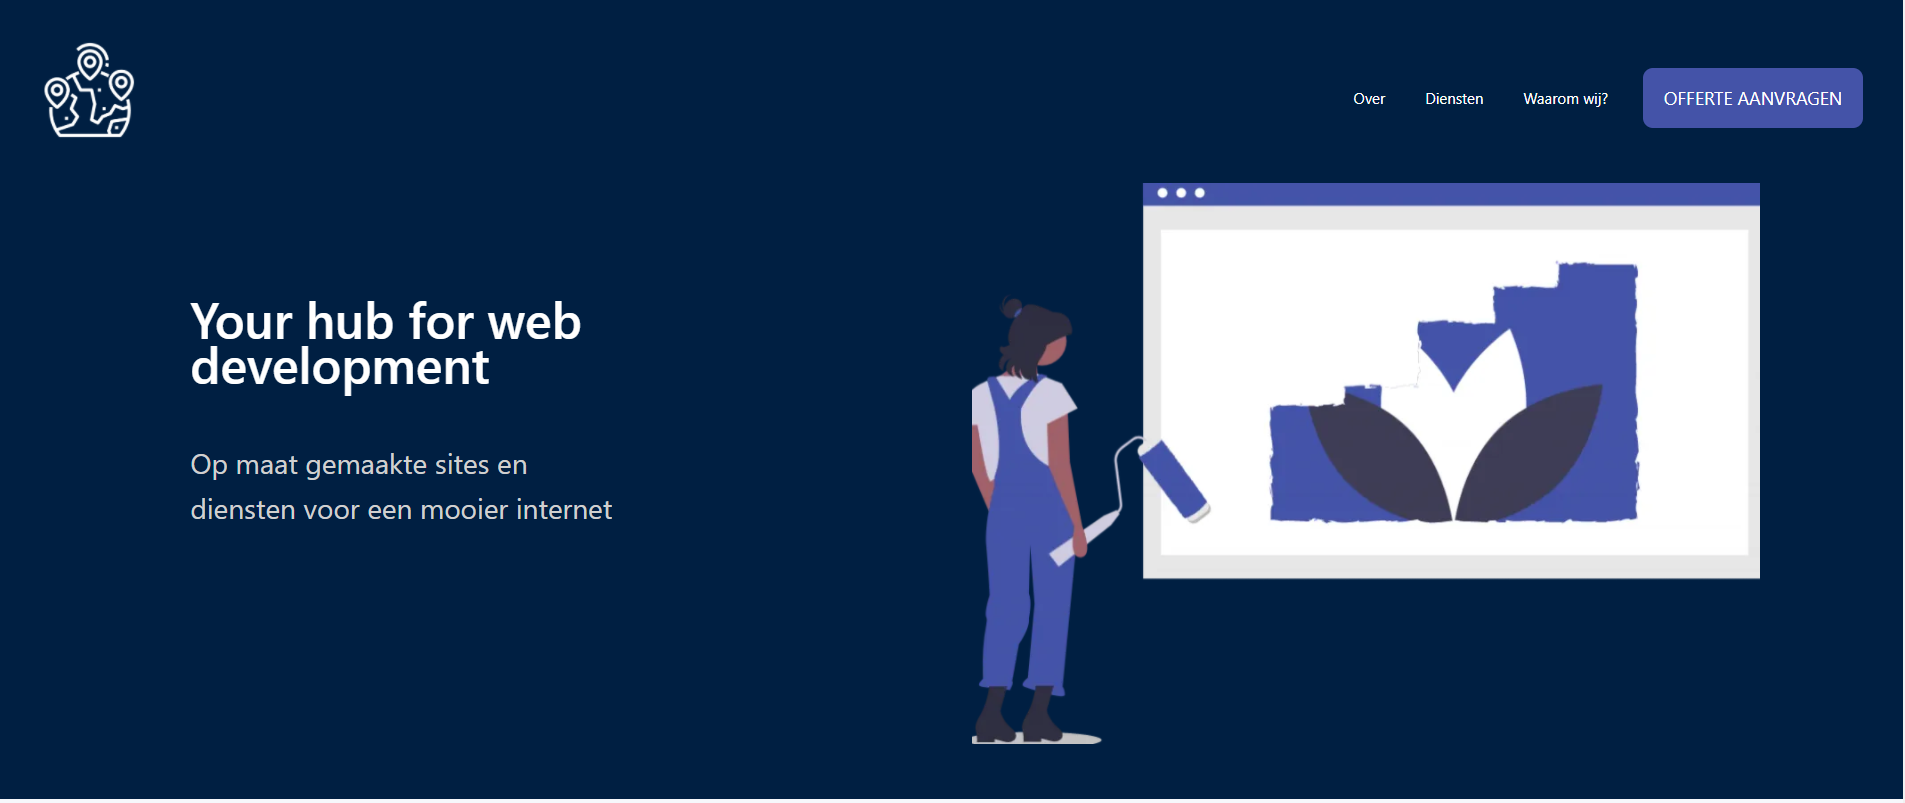 Over
Diensten
Waarom wij?
OFFERTE AANVRAGEN
Your hub for web
development
Op maat gemaakte sites en
diensten voor een mooier internet